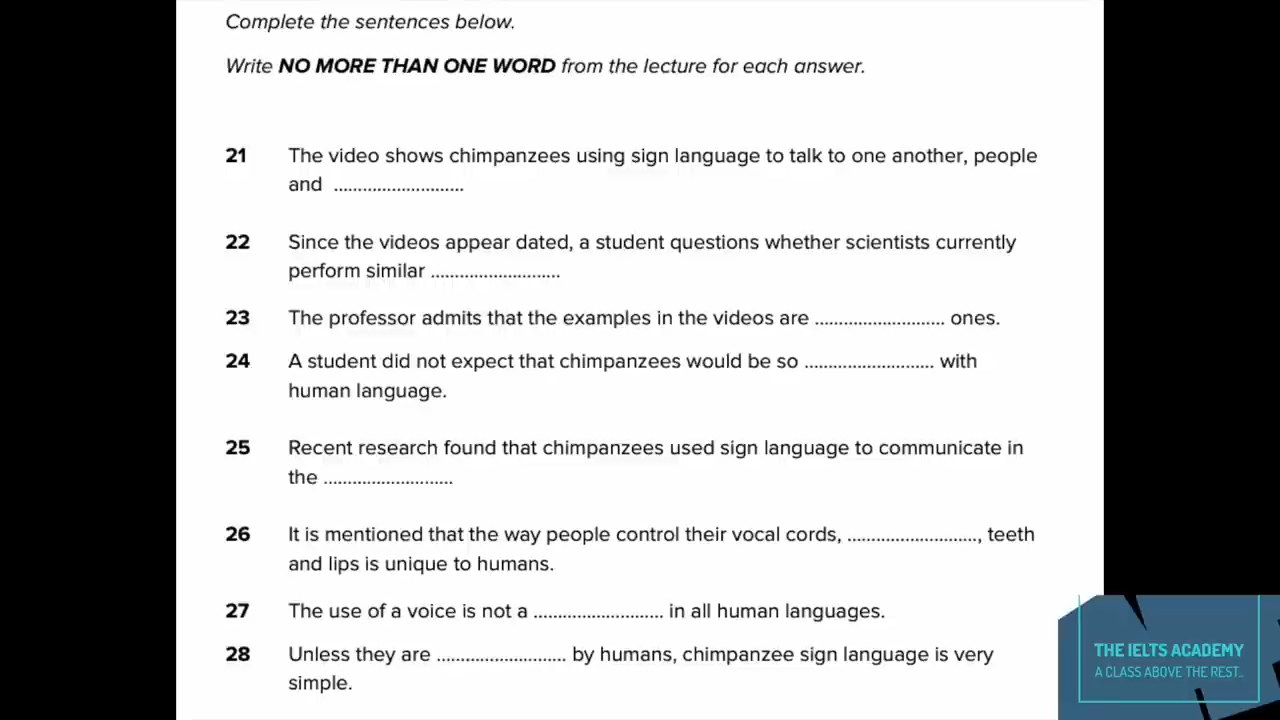 Complete the sentences below.
Write NO MORE THAN ONE WORD from the lecture for each answer.
21 The video shows chimpanzees using sign language to talk to one another, people
and ...........................
22 Since the videos appear dated, a student questions whether scientists currently
perform similar ...........................
23 The professor admits that the examples in the videos are ........................... ones.
24 A student did not expect that chimpanzees would be so ........................... with
human language.
25 Recent research found that chimpanzees used sign language to communicate in
the ...........................
26 It is mentioned that the way people control their vocal cords, ..........................., teeth
and lips is unique to humans.
27 The use of a voice is not a ........................... in all human languages.
28 Unless they are ........................... by humans, chimpanzee sign language is very
simple.
THE IELTS ACADEMY
A CLASS ABOVE THE REST..